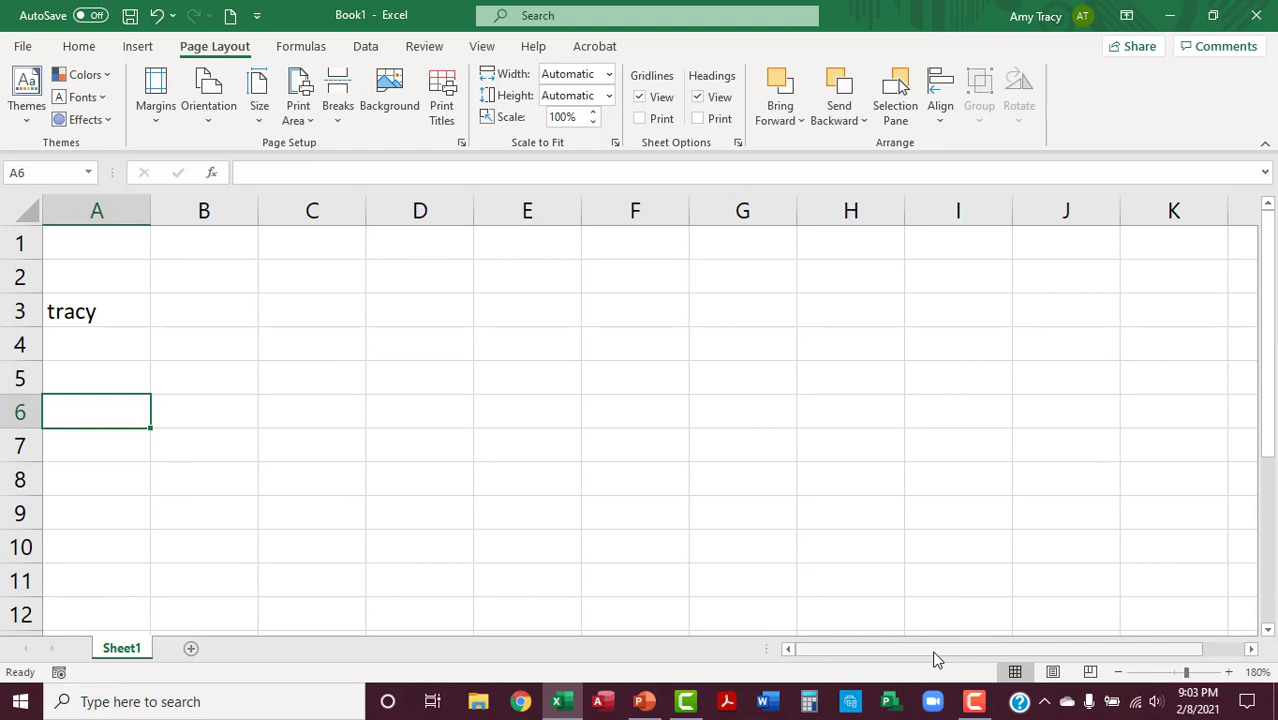 AutoSave Off Book1 - Excel Search Amy Tracy AT
File Home Insert Page Layout Formulas Data Review View Help Acrobat Share Comments
Themes Colors Fonts Effects Margins Orientation Size Print Area Breaks Background Print Titles Width: Automatic Height: Automatic Scale: 100% Gridlines View Print Headings View Print Bring Forward Send Backward Selection Pane Align Group Rotate
Themes Page Setup Scale to Fit Sheet Options Arrange
A6 fx
A B C D E F G H I J K
1
2
3 tracy
4
5
6
7
8
9
10
11
12
Sheet1
Ready 180%
Type here to search 9:03 PM
2/8/2021